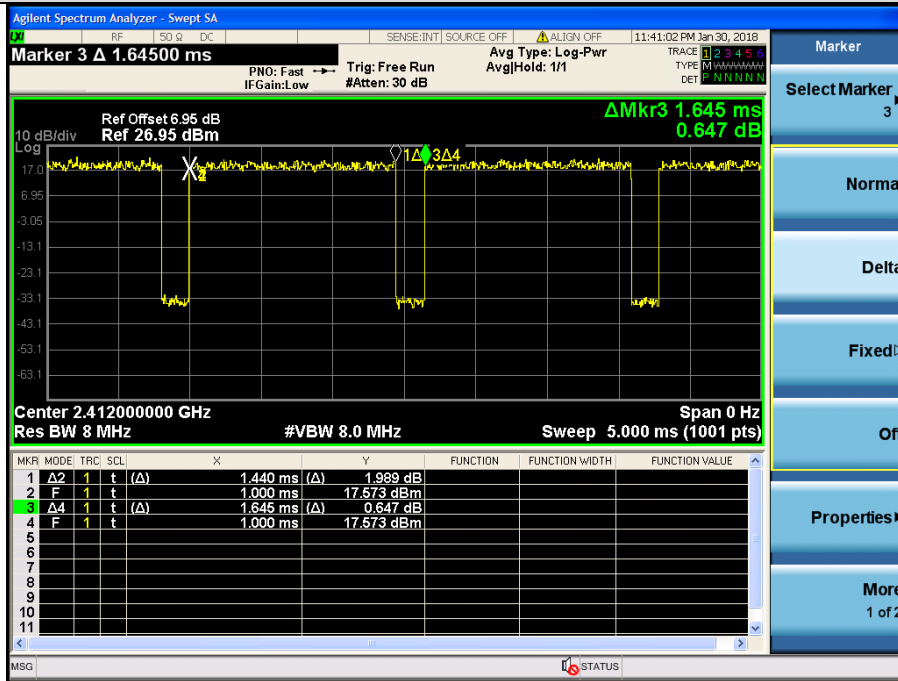 Agilent Spectrum Analyzer - Swept SA
LXI RF 50 Ω DC SENSE:INT SOURCE OFF ALIGN OFF 11:41:02 PM Jan 30, 2018
Marker 3 Δ 1.64500 ms
PNO: Fast
IFGain:Low
Trig: Free Run
#Atten: 30 dB
Avg Type: Log-Pwr
Avg|Hold: 1/1
TRACE 1 2 3 4 5 6
TYPE M
DET P N N N N N
ΔMkr3 1.645 ms
0.647 dB
Ref Offset 6.95 dB
10 dB/div Ref 26.95 dBm
Log
1Δ 3Δ4
17.0
6.95
-3.05
-13.1
-23.1
-33.1
-43.1
-53.1
-63.1
Center 2.412000000 GHz Span 0 Hz
Res BW 8 MHz #VBW 8.0 MHz Sweep 5.000 ms (1001 pts)
MKR MODE TRC SCL X Y FUNCTION FUNCTION WIDTH FUNCTION VALUE
1 Δ2 1 t (Δ) 1.440 ms (Δ) 1.989 dB
2 F 1 t 1.000 ms 17.573 dBm
3 Δ4 1 t (Δ) 1.645 ms (Δ) 0.647 dB
4 F 1 t 1.000 ms 17.573 dBm
5
6
7
8
9
10
11
MSG STATUS
Marker
Select Marker
3
Norma
Delta
Fixed
Of
Properties
More
1 of 2